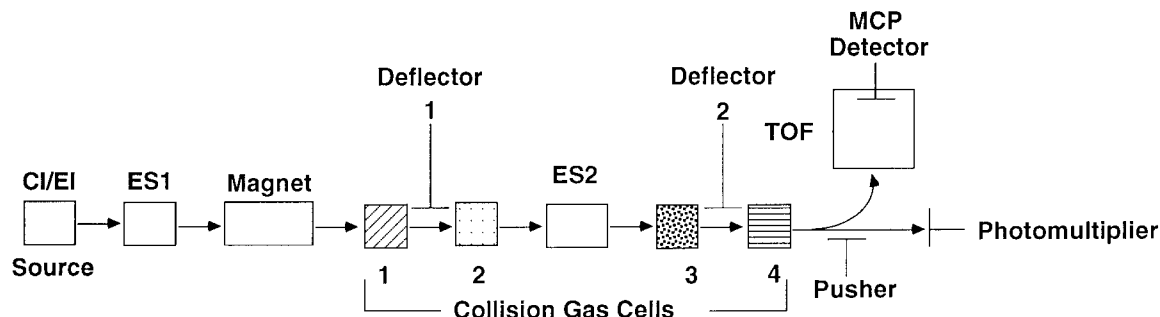 MCP
Detector
Deflector
1
Deflector
2
TOF
CI/EI
ES1
Magnet
ES2
Source
1
2
3
4
Photomultiplier
Pusher
Collision Gas Cells